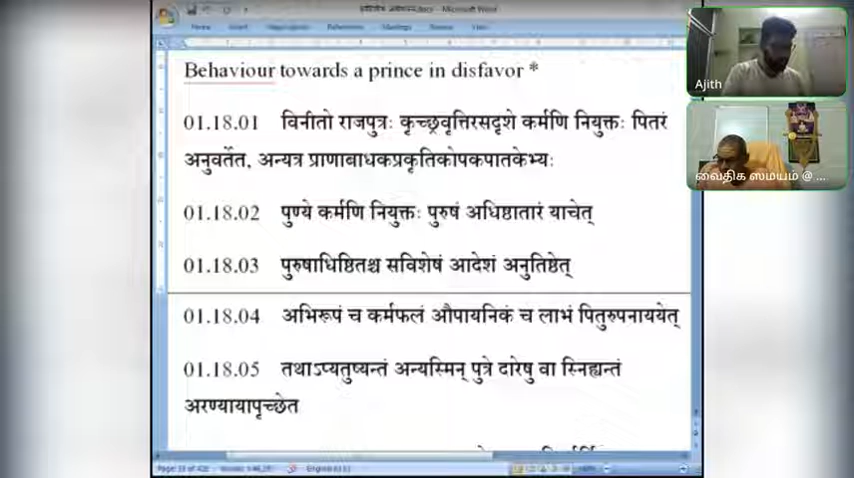 Microsoft Word
Behaviour towards a prince in disfavor *
01.18.01 विनीतो राजपुत्रः कृच्छ्रवृत्तिरसदृशे कर्मणि नियुक्तः पितरं
अनुवर्तेत, अन्यत्र प्राणाबाधकप्रकृतिकोपकपातकेभ्यः
01.18.02 पुण्ये कर्मणि नियुक्तः पुरुषं अधिष्ठातारं याचेत्
01.18.03 पुरुषाधिष्ठितश्च सविशेषं आदेशं अनुतिष्ठेत्
01.18.04 अभिरूपं च कर्मफलं औपायनिकं च लाभं पितुरुपनाययेत्
01.18.05 तथाऽप्यतुष्यन्तं अन्यस्मिन् पुत्रे दारेषु वा स्निह्यन्तं
अरण्यायापृच्छेत
Ajith
வைதிக ஸமயம் @ ...